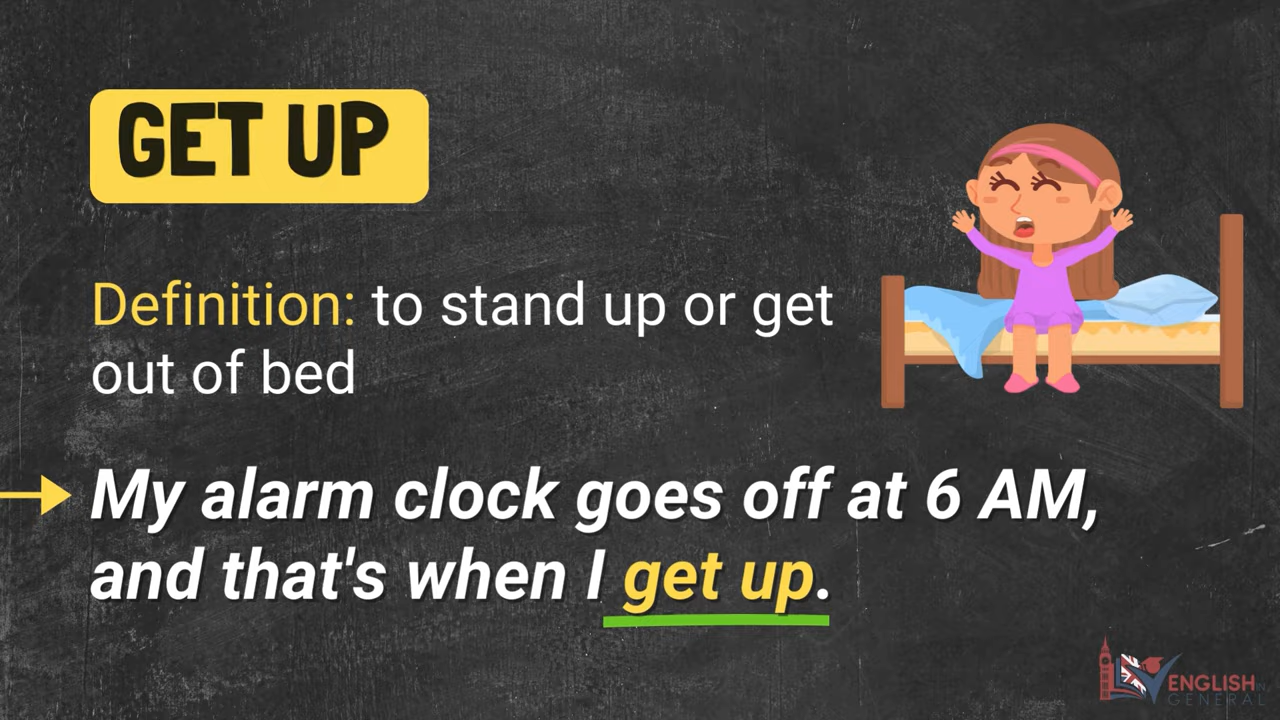 GET UP
Definition: to stand up or get
out of bed
My alarm clock goes off at 6 AM,
and that's when I get up.
ENGLISH IN
GENERAL